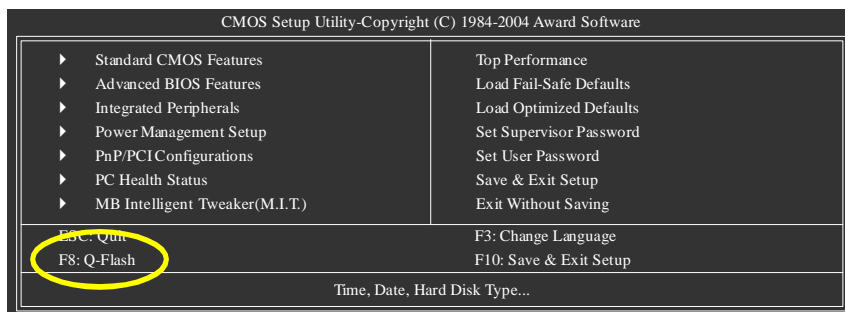 CMOS Setup Utility-Copyright (C) 1984-2004 Award Software
Standard CMOS Features
Advanced BIOS Features
Integrated Peripherals
Power Management Setup
PnP/PCI Configurations
PC Health Status
MB Intelligent Tweaker(M.I.T.)
Top Performance
Load Fail-Safe Defaults
Load Optimized Defaults
Set Supervisor Password
Set User Password
Save & Exit Setup
Exit Without Saving
ESC: Quit
F3: Change Language
F8: Q-Flash
F10: Save & Exit Setup
Time, Date, Hard Disk Type...